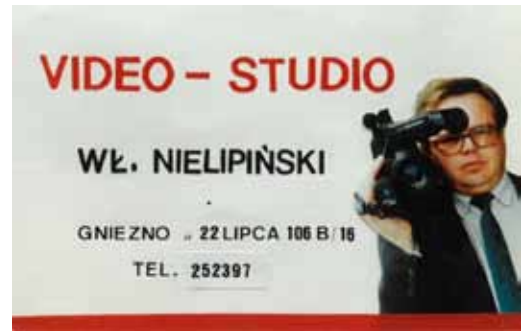 VIDEO – STUDIO
WŁ. NIELIPIŃSKI
GNIEZNO ,, 22 LIPCA 106 B/16
TEL. 252397